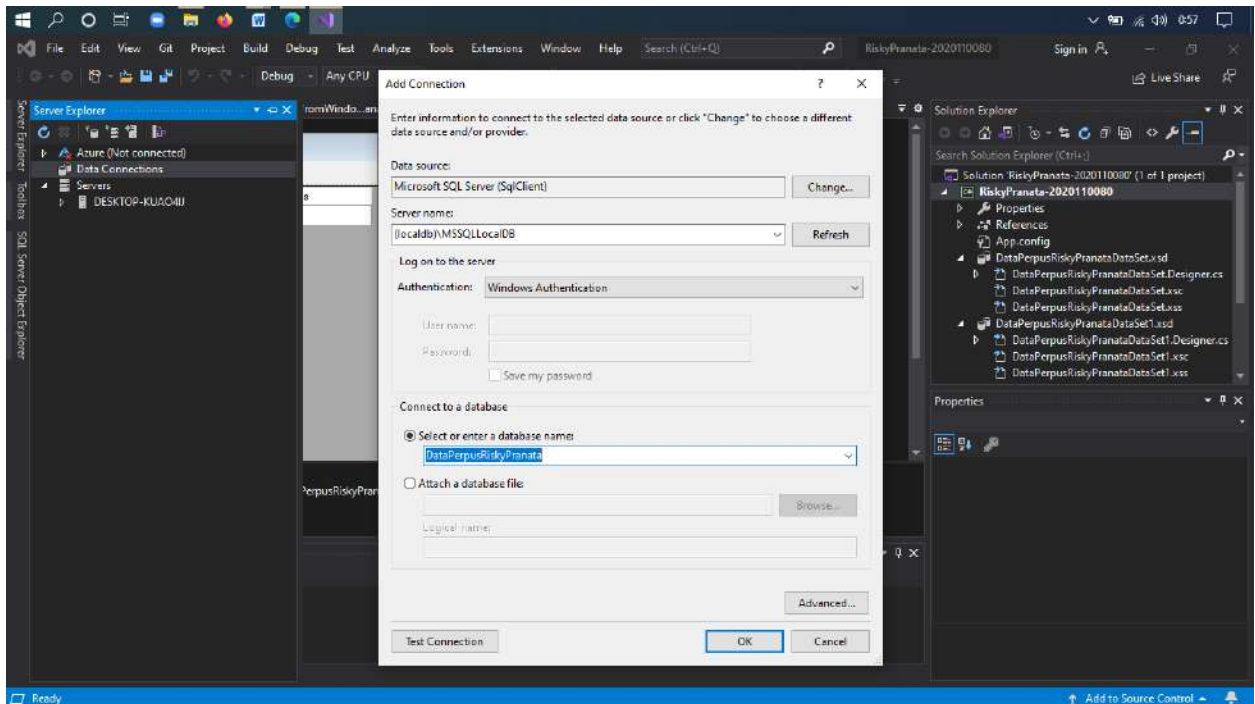 0:57
File Edit View Git Project Build Debug Test Analyze Tools Extensions Window Help Search (Ctrl+Q) RiskyPranata-2020110080 Sign in
Debug Any CPU Live Share
Server Explorer
Azure (Not connected)
Data Connections
Servers
DESKTOP-KUAO4IJ
Server Explorer
Toolbox
SQL Server Object Explorer
romWindo...an
PerpusRiskyPran
Add Connection
Enter information to connect to the selected data source or click "Change" to choose a different
data source and/or provider.
Data source:
Microsoft SQL Server (SqlClient) Change...
Server name:
(localdb)\MSSQLLocalDB Refresh
Log on to the server
Authentication: Windows Authentication
User name:
Password:
Save my password
Connect to a database
Select or enter a database name:
DataPerpusRiskyPranata
Attach a database file:
Browse...
Logical name:
Advanced...
Test Connection OK Cancel
Solution Explorer
Search Solution Explorer (Ctrl+;)
Solution 'RiskyPranata-2020110080' (1 of 1 project)
RiskyPranata-2020110080
Properties
References
App.config
DataPerpusRiskyPranataDataSet.xsd
DataPerpusRiskyPranataDataSet.Designer.cs
DataPerpusRiskyPranataDataSet.xsc
DataPerpusRiskyPranataDataSet.xss
DataPerpusRiskyPranataDataSet1.xsd
DataPerpusRiskyPranataDataSet1.Designer.cs
DataPerpusRiskyPranataDataSet1.xsc
DataPerpusRiskyPranataDataSet1.xss
Properties
Ready Add to Source Control